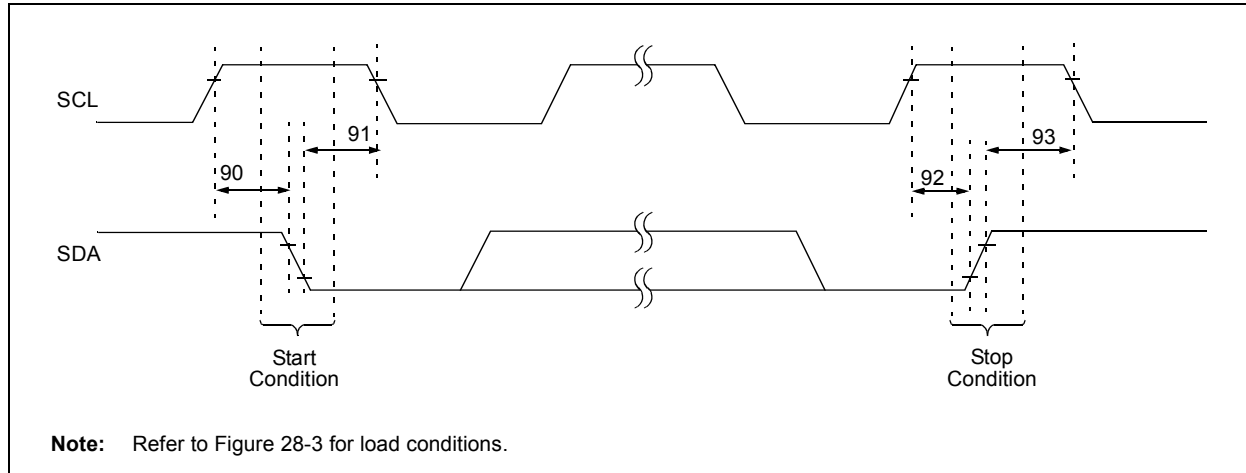 SCL
91
93
90
92
SDA
Start
Condition
Stop
Condition
Note: Refer to Figure 28-3 for load conditions.